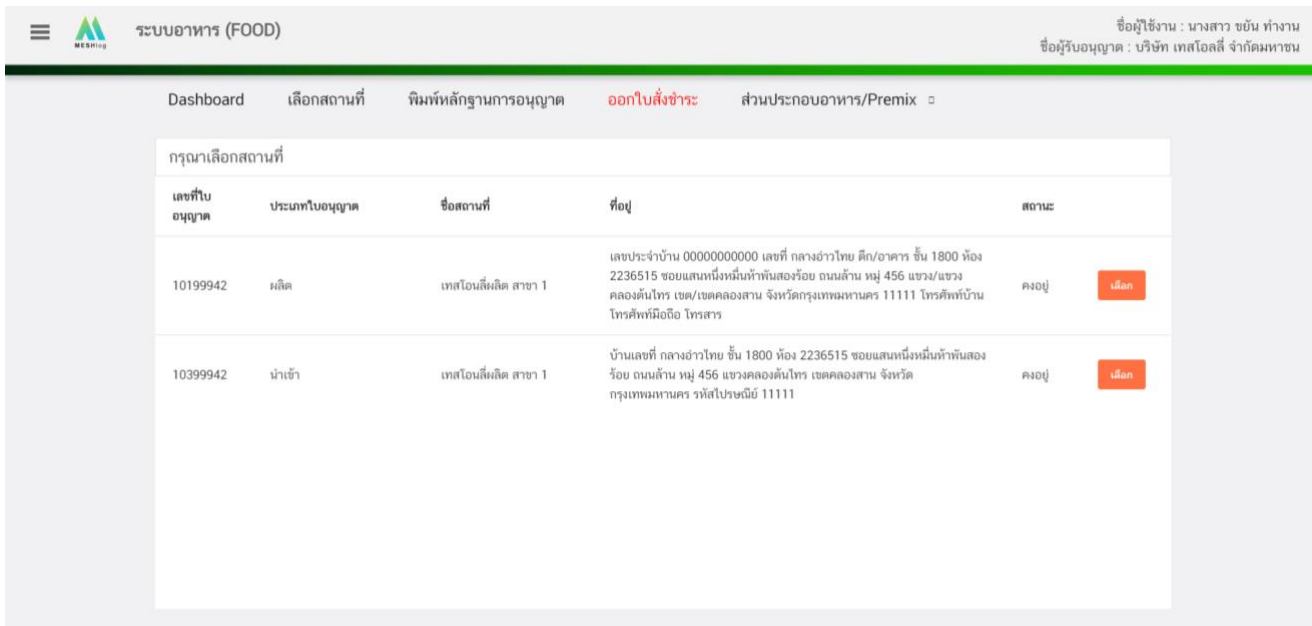 ระบบอาหาร (FOOD)
MESHlog
ชื่อผู้ใช้งาน : นางสาว ขยัน ทำงาน
ชื่อผู้รับอนุญาต : บริษัท เทสโอลลี่ จำกัดมหาชน
Dashboard เลือกสถานที่ พิมพ์หลักฐานการอนุญาต ออกใบสั่งชำระ ส่วนประกอบอาหาร/Premix
กรุณาเลือกสถานที่
เลขที่ใบ
อนุญาต
ประเภทใบอนุญาต ชื่อสถานที่ ที่อยู่ สถานะ
เลขประจำบ้าน 00000000000 เลขที่ กลางอ่าวไทย ตึก/อาคาร ชั้น 1800 ห้อง
10199942 ผลิต เทสโอนลี่ผลิต สาขา 1 2236515 ซอยแสนหนึ่งหมื่นห้าพันสองร้อย ถนนล้าน หมู่ 456 แขวง/แขวง
คลองต้นไทร เขต/เขตคลองสาน จังหวัดกรุงเทพมหานคร 11111 โทรศัพท์บ้าน คงอยู่ เลือก
โทรศัพท์มือถือ โทรสาร
บ้านเลขที่ กลางอ่าวไทย ชั้น 1800 ห้อง 2236515 ซอยแสนหนึ่งหมื่นห้าพันสอง
10399942 นำเข้า เทสโอนลี่ผลิต สาขา 1 ร้อย ถนนล้าน หมู่ 456 แขวงคลองต้นไทร เขตคลองสาน จังหวัด คงอยู่ เลือก
กรุงเทพมหานคร รหัสไปรษณีย์ 11111